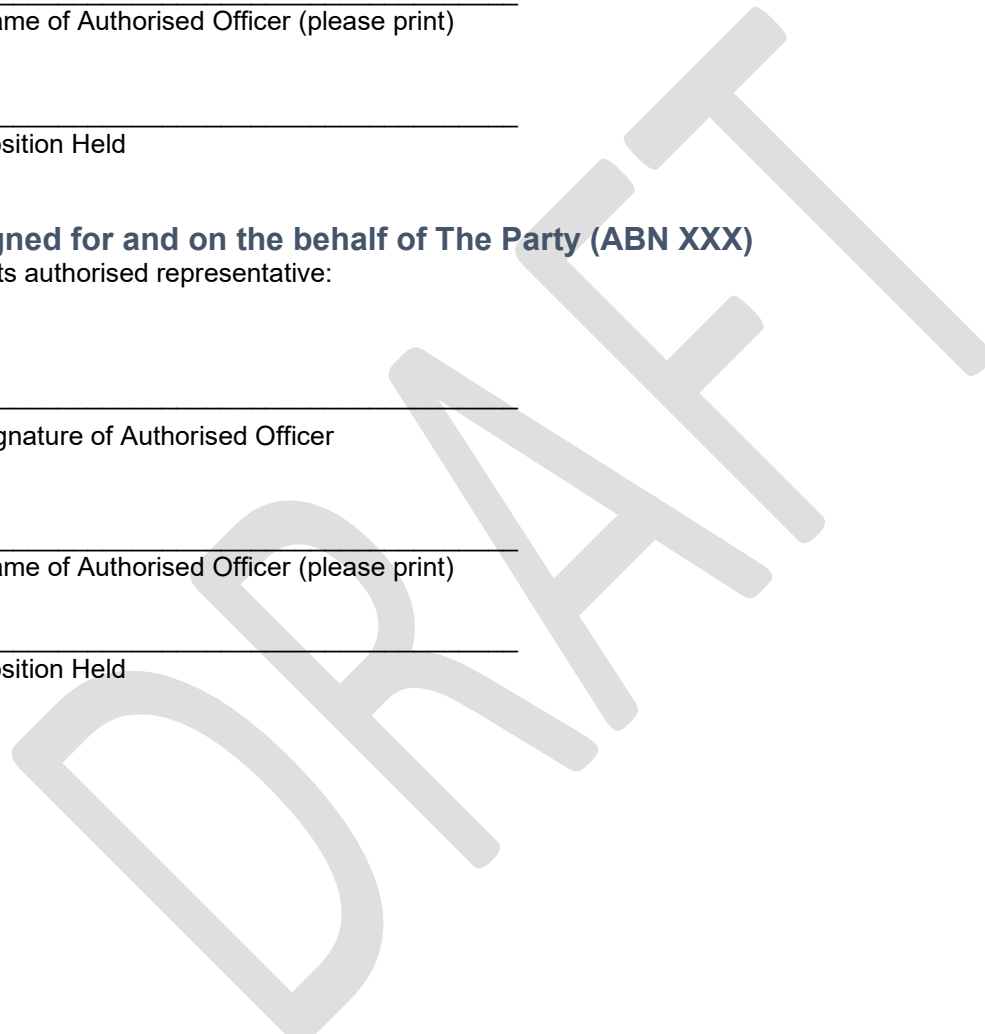 ame of Authorised Officer (please print)
osition Held
gned for and on the behalf of The Party (ABN XXX)
ts authorised representative:
gnature of Authorised Officer
ame of Authorised Officer (please print)
osition Held
DRAFT